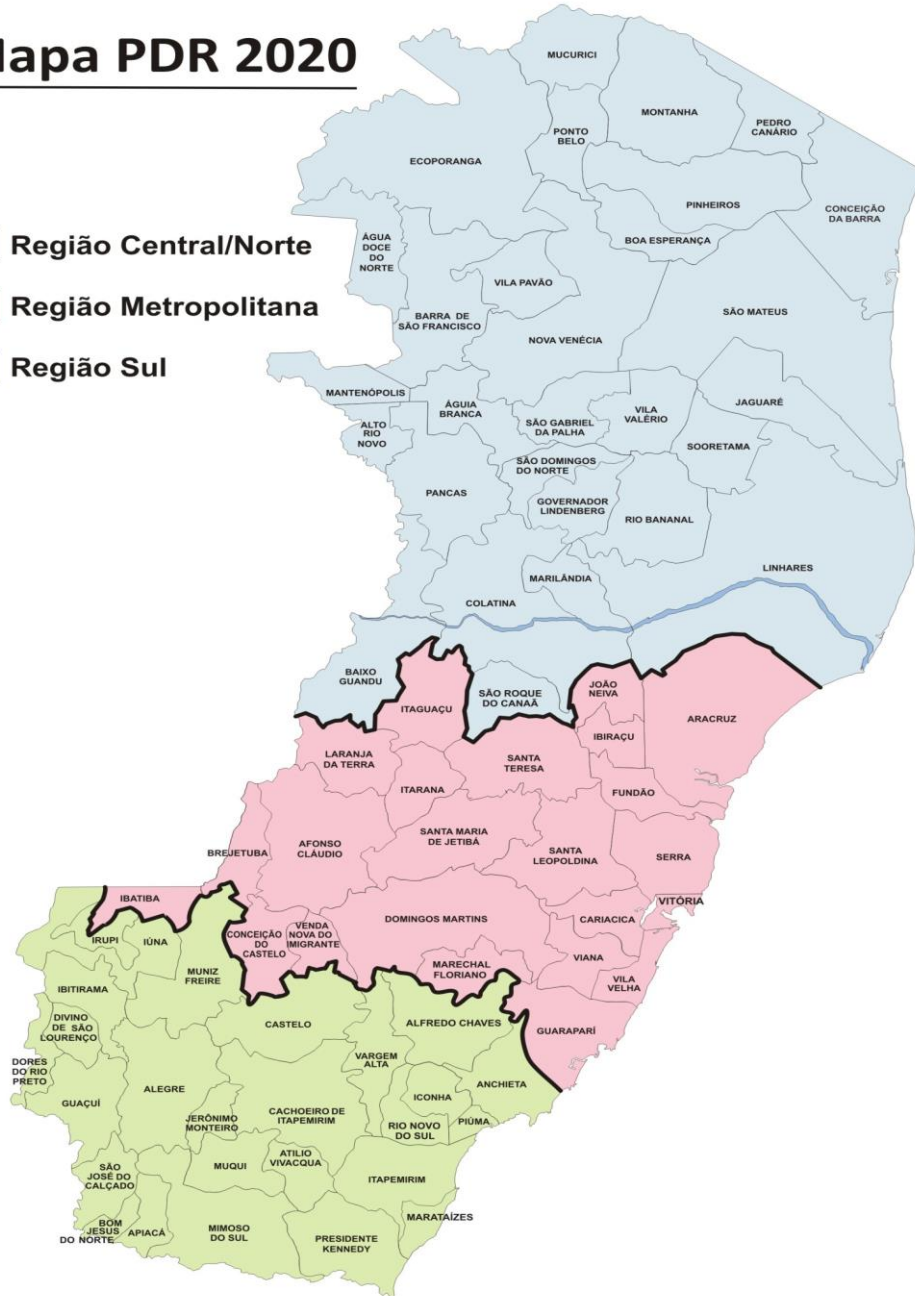 lapa PDR 2020
Região Central/Norte
Região Metropolitana
Região Sul
MUCURICI
MONTANHA
PEDRO
CANÁRIO
PONTO
BELO
ECOPORANGA
PINHEIROS
CONCEIÇÃO
DA BARRA
ÁGUA
DOCE
DO
NORTE
BOA ESPERANÇA
VILA PAVÃO
BARRA DE
SÃO FRANCISCO
SÃO MATEUS
NOVA VENÉCIA
MANTENÓPOLIS
ÁGUIA
BRANCA
JAGUARÉ
ALTO
RIO
NOVO
SÃO GABRIEL
DA PALHA
VILA
VALÉRIO
SOORETAMA
SÃO DOMINGOS
DO NORTE
PANCAS
GOVERNADOR
LINDENBERG
RIO BANANAL
LINHARES
MARILÂNDIA
COLATINA
BAIXO
GUANDU
SÃO ROQUE
DO CANAÃ
JOÃO
NEIVA
ITAGUAÇU
ARACRUZ
IBIRAÇU
LARANJA
DA TERRA
SANTA
TERESA
ITARANA
FUNDÃO
SANTA MARIA
DE JETIBÁ
AFONSO
CLÁUDIO
BREJETUBA
SANTA
LEOPOLDINA
SERRA
IBATIBA
VITÓRIA
DOMINGOS MARTINS
CARIACICA
CONCEIÇÃO
DO
CASTELO
VENDA
NOVA DO
IMIGRANTE
IRUPI
IÚNA
VIANA
MARECHAL
FLORIANO
MUNIZ
FREIRE
VILA
VELHA
IBITIRAMA
DIVINO
DE SÃO
LOURENÇO
CASTELO
ALFREDO CHAVES
GUARAPARÍ
VARGEM
ALTA
DORES
DO RIO
PRETO
ALEGRE
ANCHIETA
GUAÇUÍ
ICONHA
JERÔNIMO
MONTEIRO
CACHOEIRO DE
ITAPEMIRIM
RIO NOVO
DO SUL
PIÚMA
SÃO
JOSÉ DO
CALÇADO
MUQUI
ATILIO
VIVACQUA
ITAPEMIRIM
MARATAÍZES
BOM
JESUS
DO NORTE
APIACÁ
MIMOSO
DO SUL
PRESIDENTE
KENNEDY